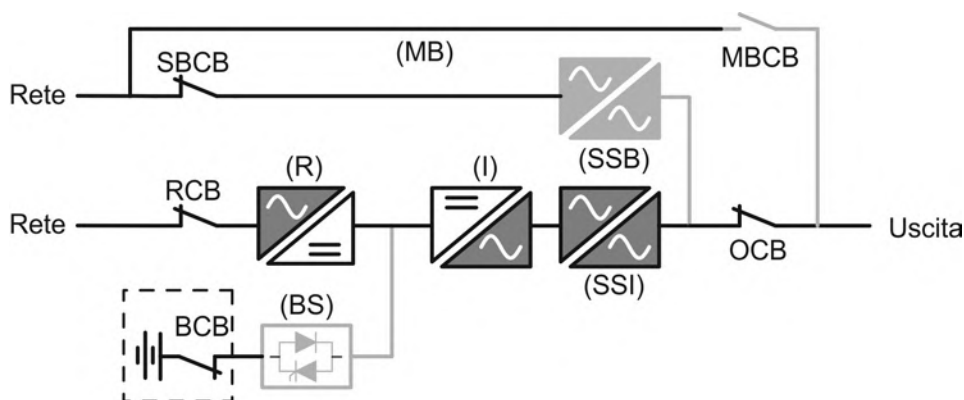 (MB)
MBCB
SBCB
Rete
(SSB)
(R)
(I)
RCB
Rete
Uscita
OCB
(SSI)
(BS)
BCB